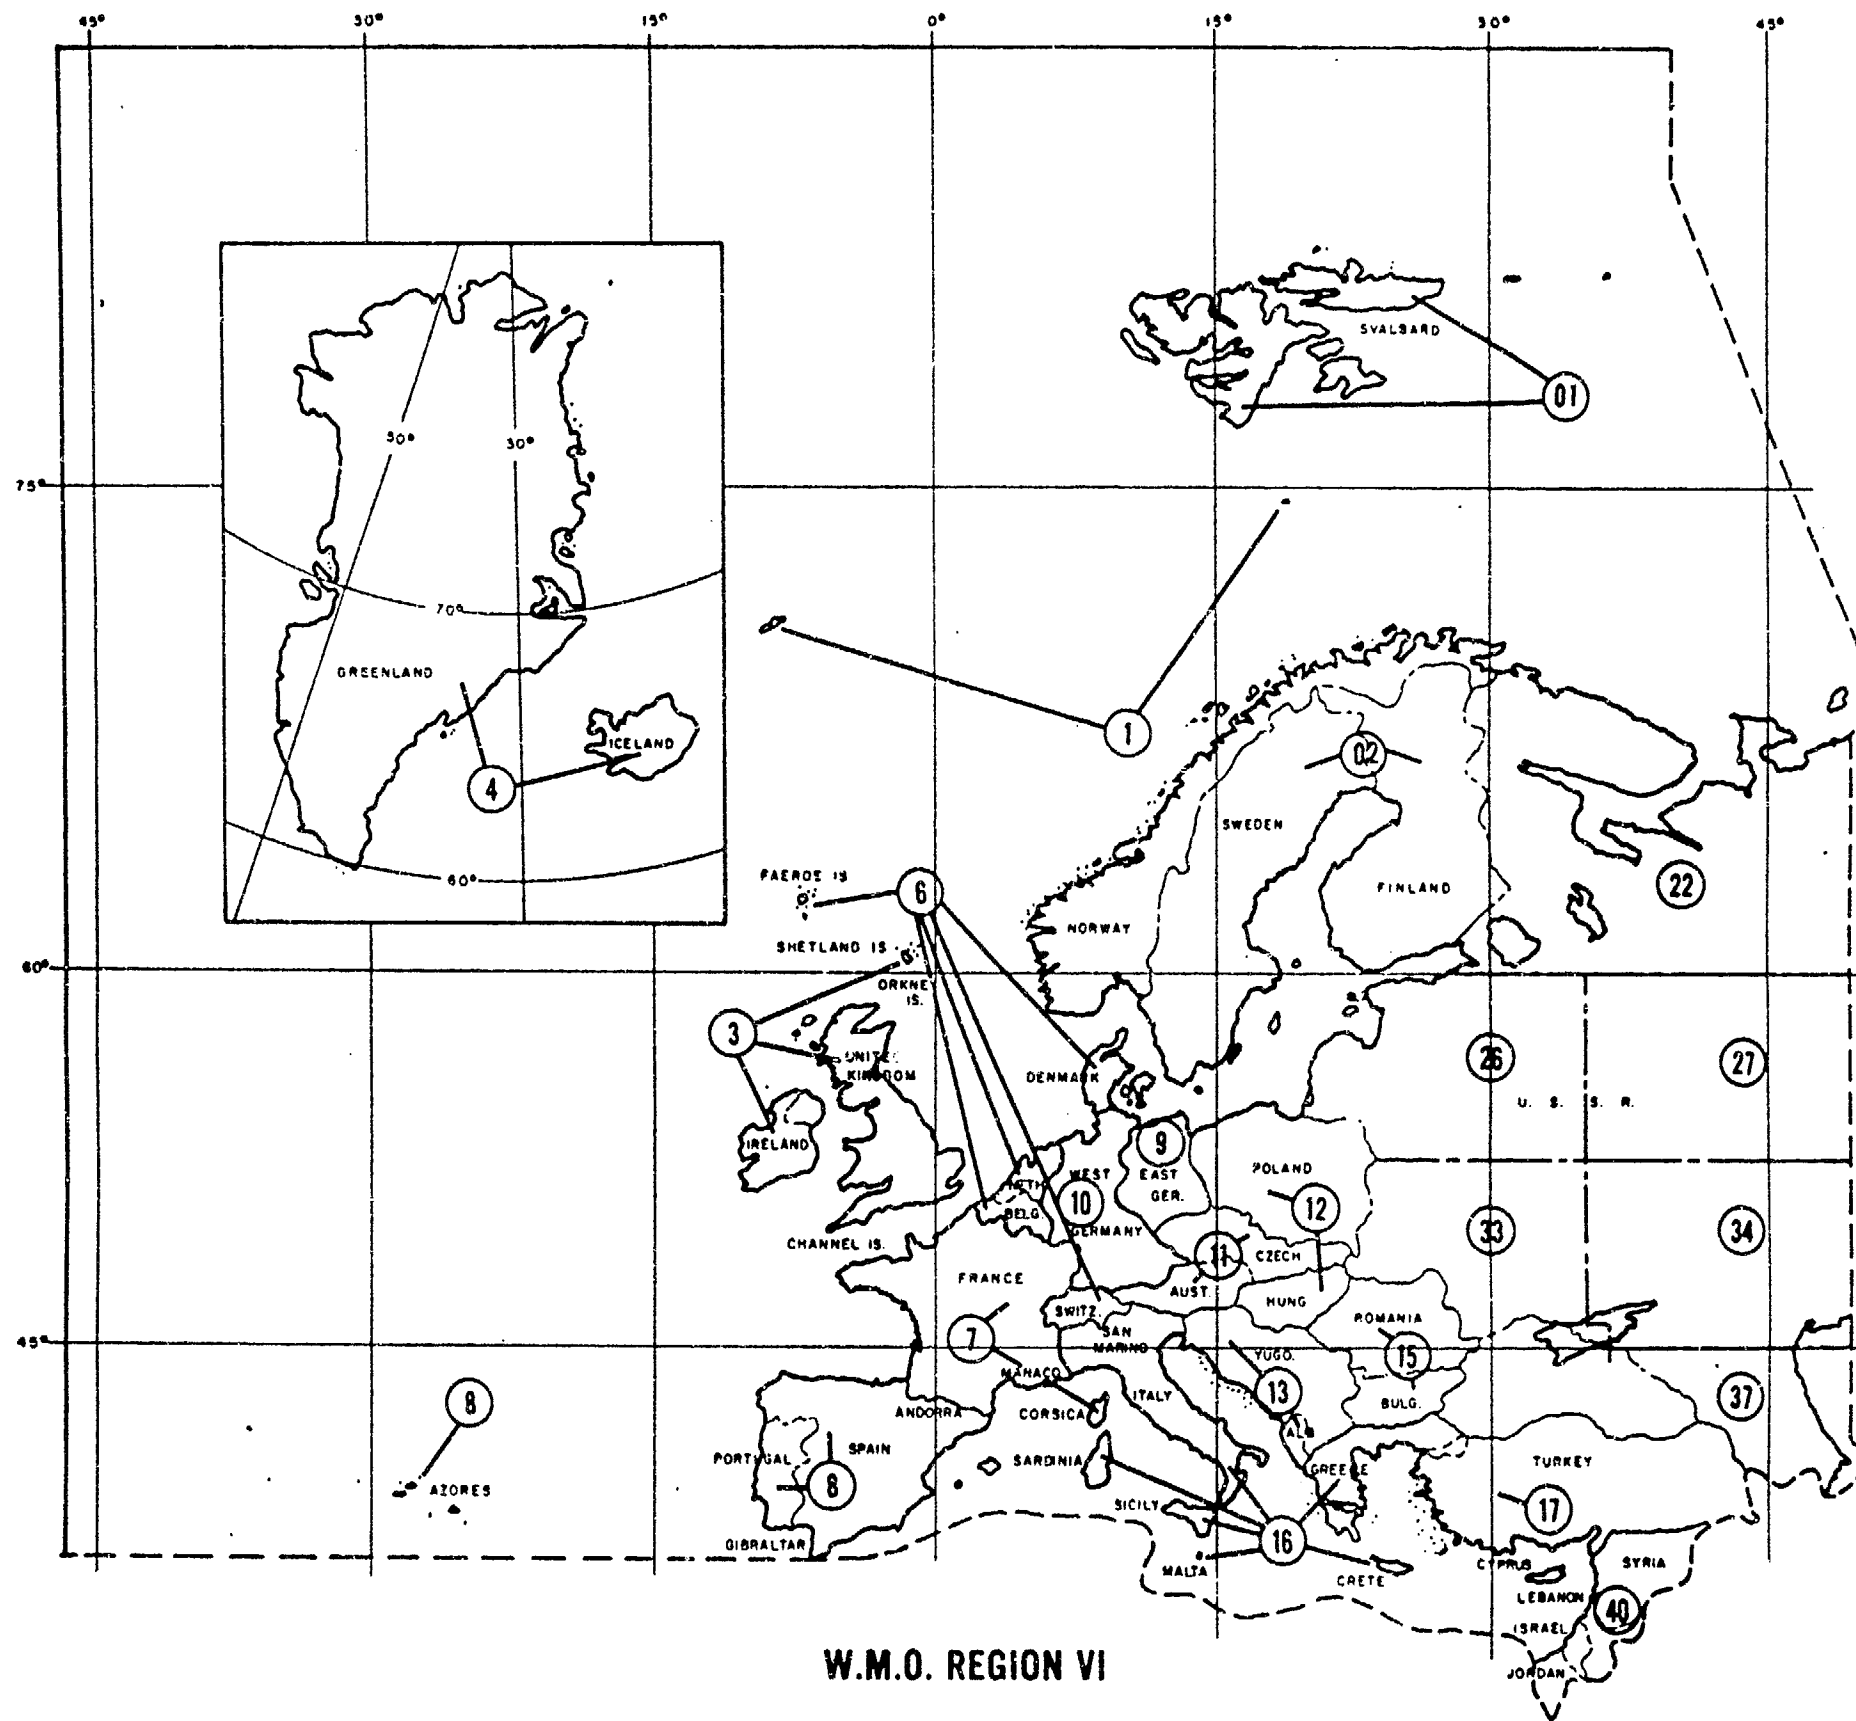 45° 30° 15° 0° 15° 30° 45°
SVALBARD
01
50° 30°
75°
70°
GREENLAND
ICELAND
1
02
4
SWEDEN
FAEROE IS
6
FINLAND
22
60°
NORWAY
SHETLAND IS
60°
ORKNEY
IS.
3
UNITED
KINGDOM
DENMARK
26
27
U. S. S. R.
IRELAND
9
WEST
EAST
GER.
POLAND
NETH
10
12
BELG.
GERMANY
33
34
CHANNEL IS.
11
CZECH
FRANCE
AUST.
HUNG
SWITZ.
ROMANIA
7
SAN
MARINO
45°
YUGO.
15
MANACO
13
37
8
ITALY
BULG.
ANDORRA
CORSICA
ALB
PORTUGAL
SPAIN
SARDINIA
GREECE
TURKEY
8
AZORES
SICILY
17
GIBRALTAR
16
MALTA
CRETE
CYPRUS
SYRIA
LEBANON
40
ISRAEL
JORDAN
W.M.O. REGION VI